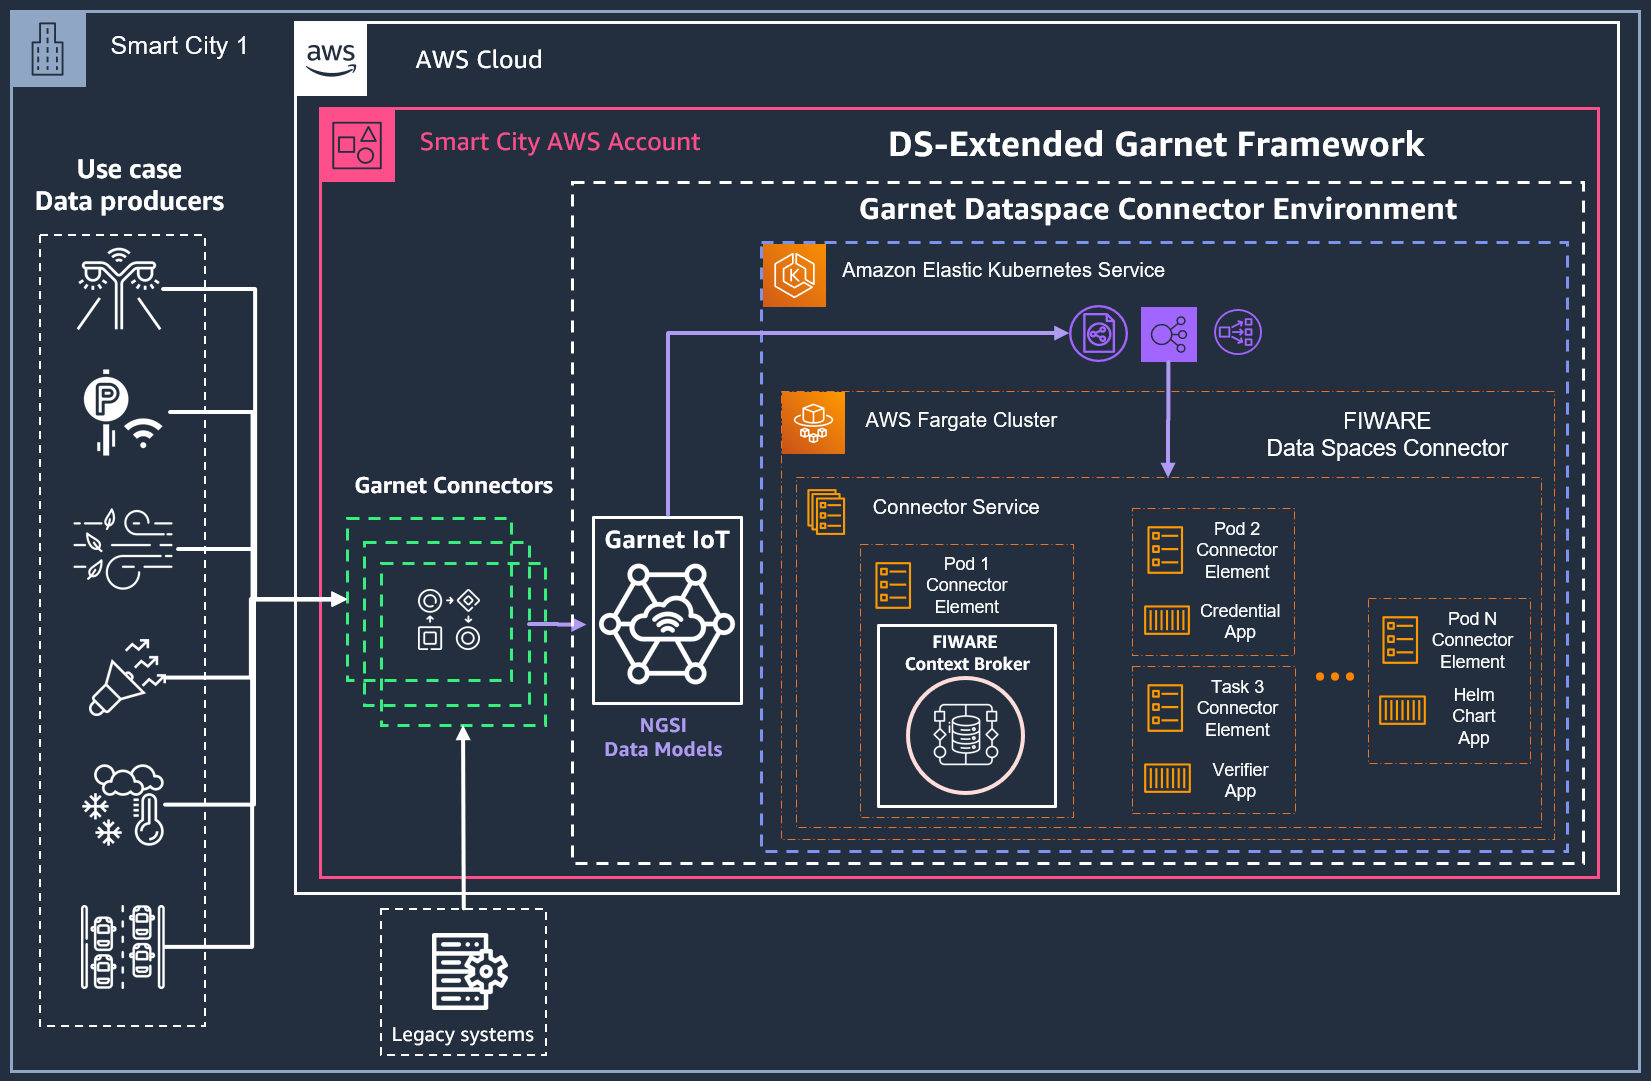 Smart City 1
aws
AWS Cloud
Smart City AWS Account
DS-Extended Garnet Framework
Use case
Data producers
Garnet Dataspace Connector Environment
Amazon Elastic Kubernetes Service
P
AWS Fargate Cluster
FIWARE
Data Spaces Connector
Garnet Connectors
Connector Service
Garnet IoT
NGSI
Data Models
Pod 1
Connector
Element
FIWARE
Context Broker
Pod 2
Connector
Element
Credential
App
Task 3
Connector
Element
Verifier
App
Pod N
Connector
Element
Helm
Chart
App
Legacy systems